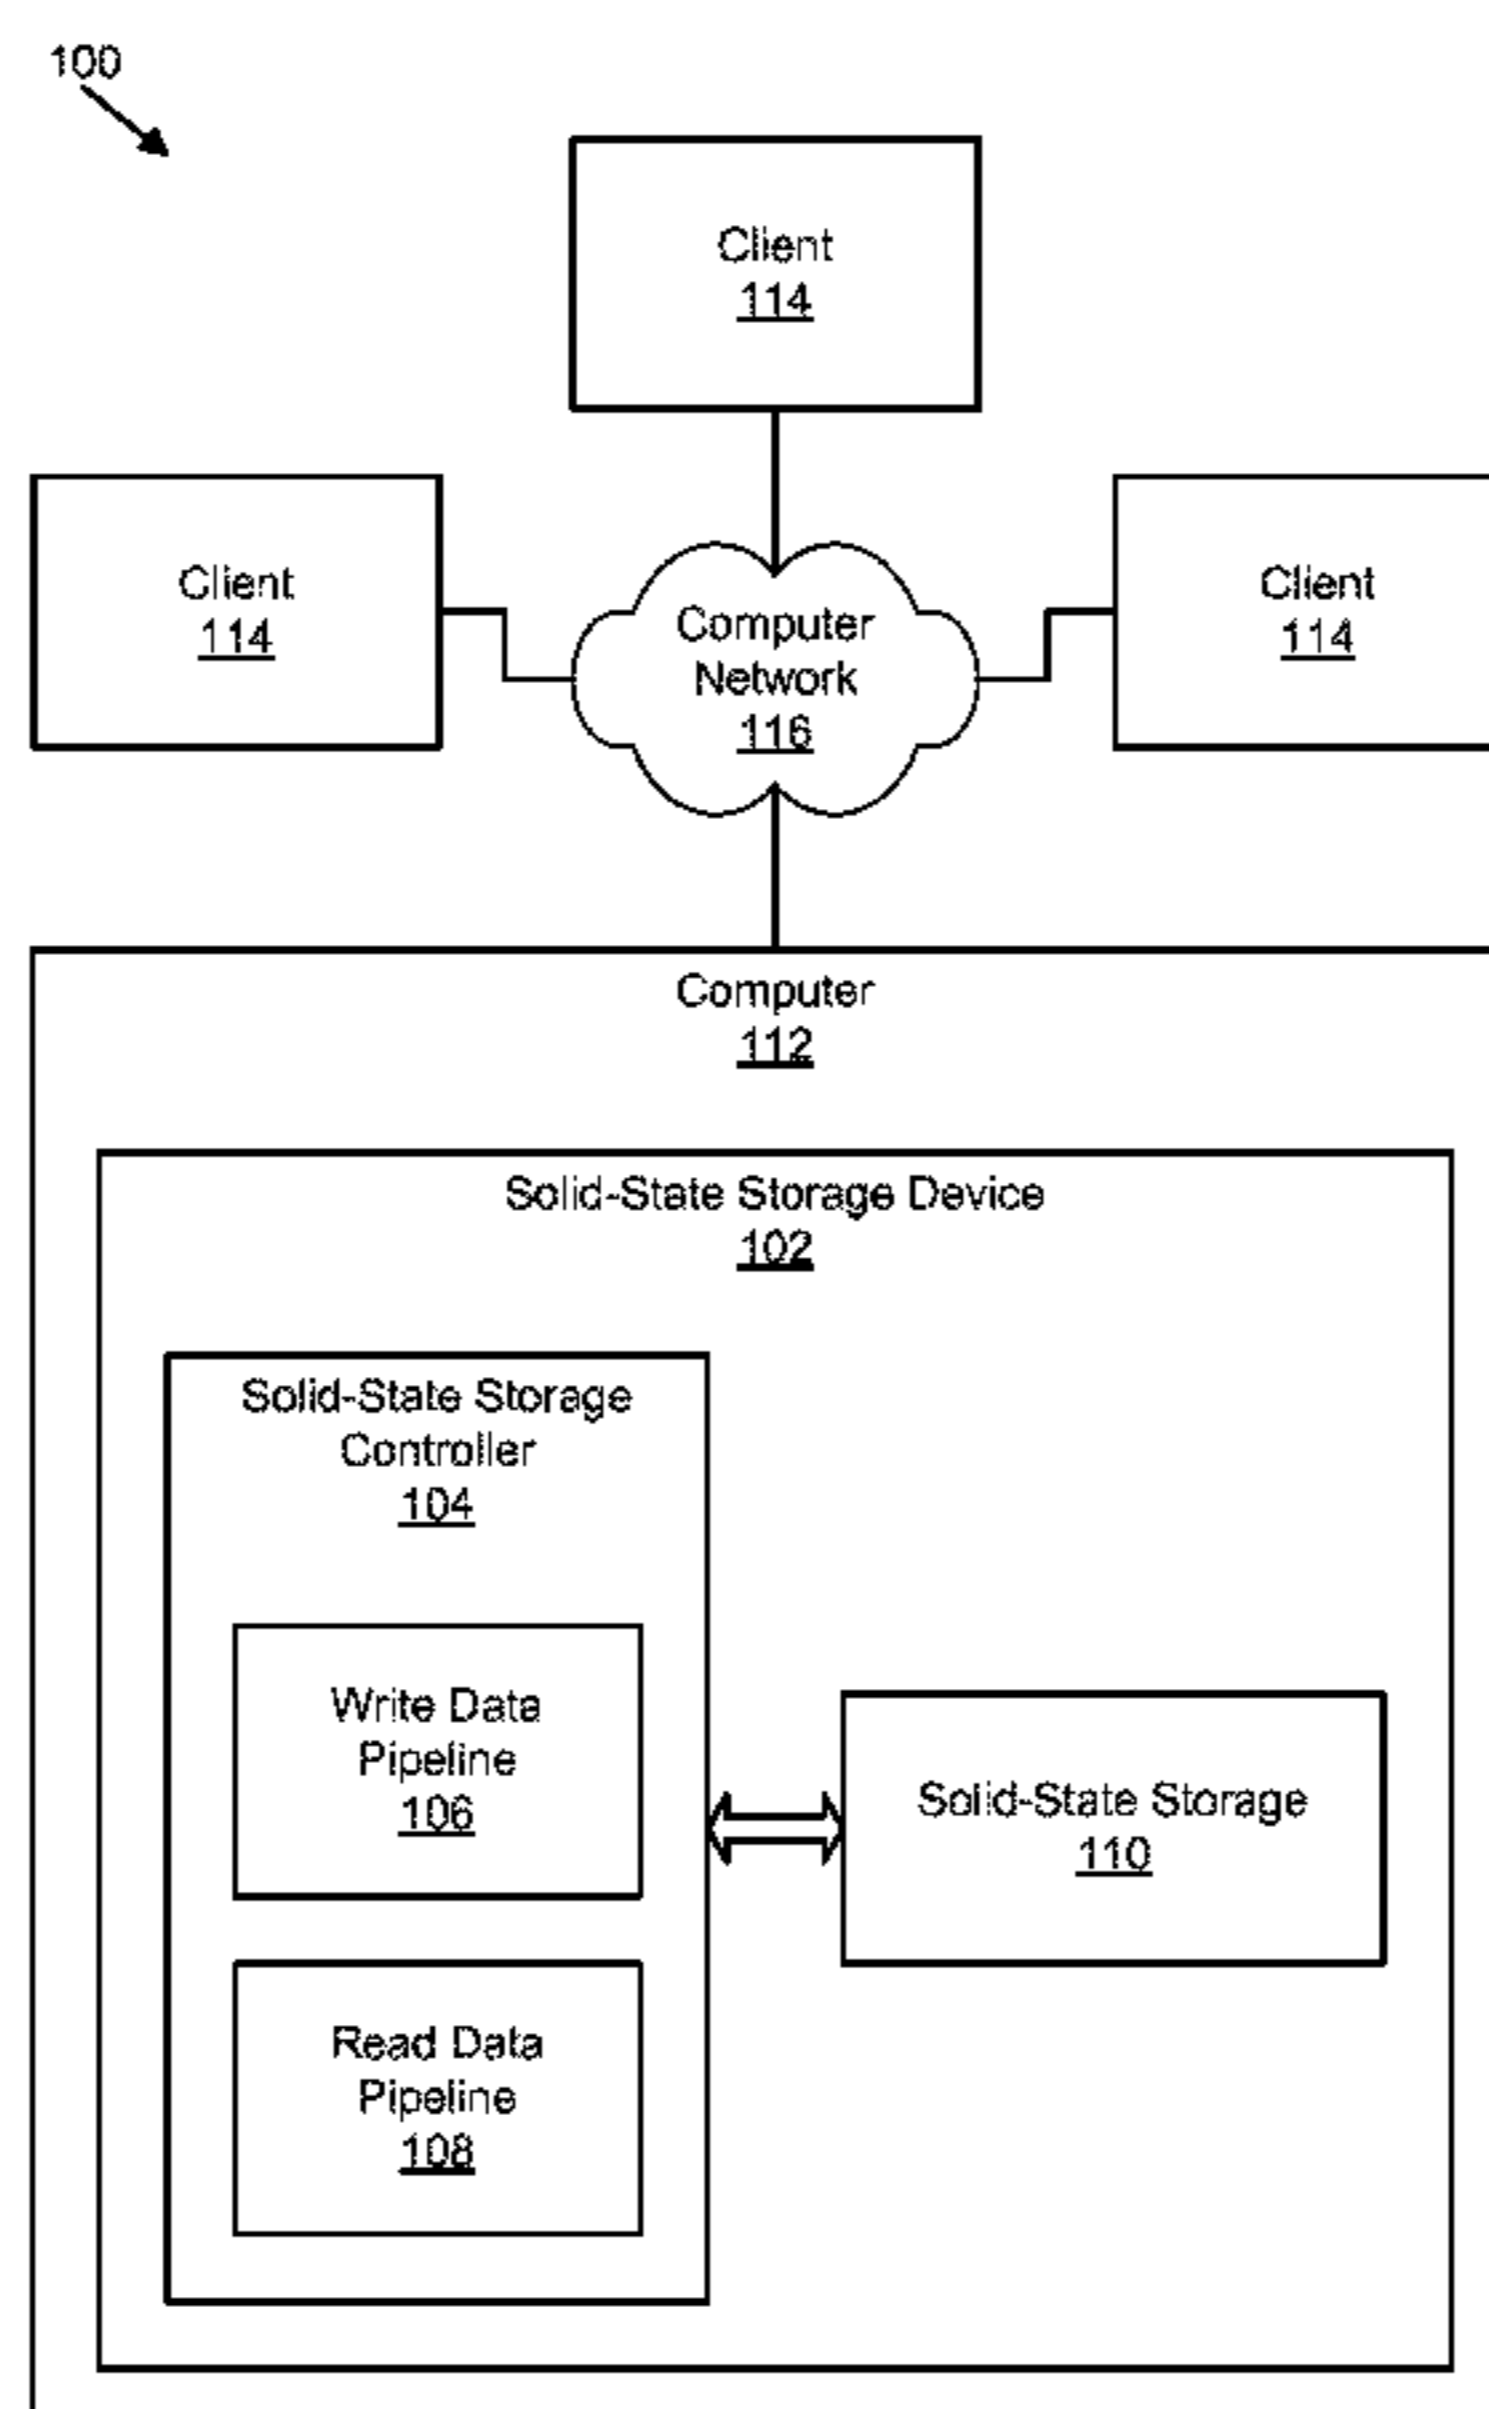 100
Client
114
Client
114
Client
114
Computer
Network
116
Computer
112
Solid-State Storage Device
102
Solid-State Storage
Controller
104
Write Data
Pipeline
106
Solid-State Storage
110
Read Data
Pipeline
108